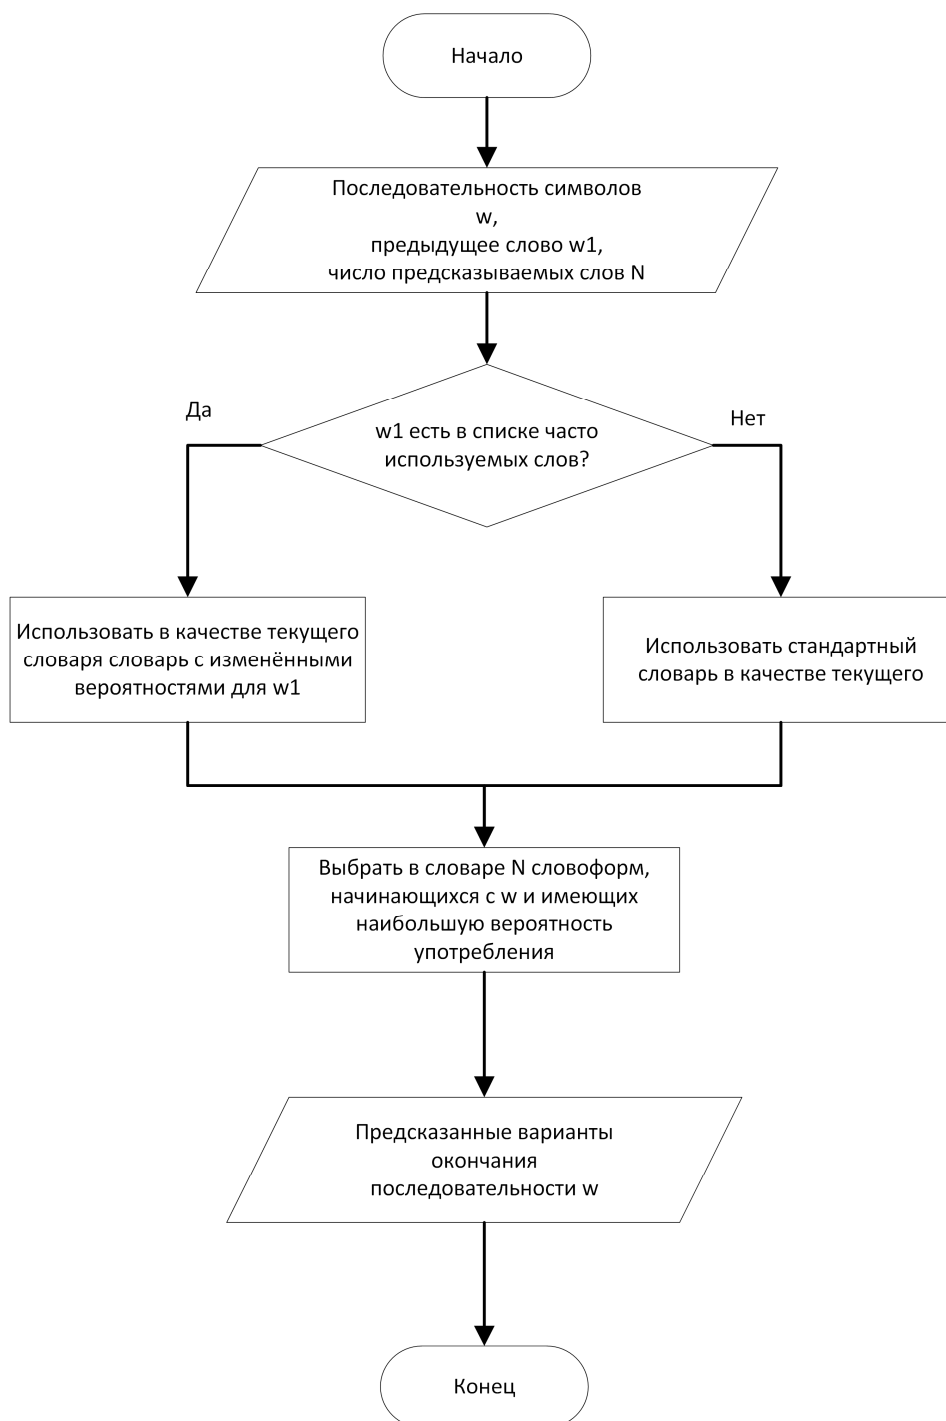 Начало
Последовательность символов
w,
предыдущее слово w1,
число предсказываемых слов N
Да
Нет
w1 есть в списке часто
используемых слов?
Использовать в качестве текущего
словаря словарь с изменёнными
вероятностями для w1
Использовать стандартный
словарь в качестве текущего
Выбрать в словаре N словоформ,
начинающихся с w и имеющих
наибольшую вероятность
употребления
Предсказанные варианты
окончания
последовательности w
Конец